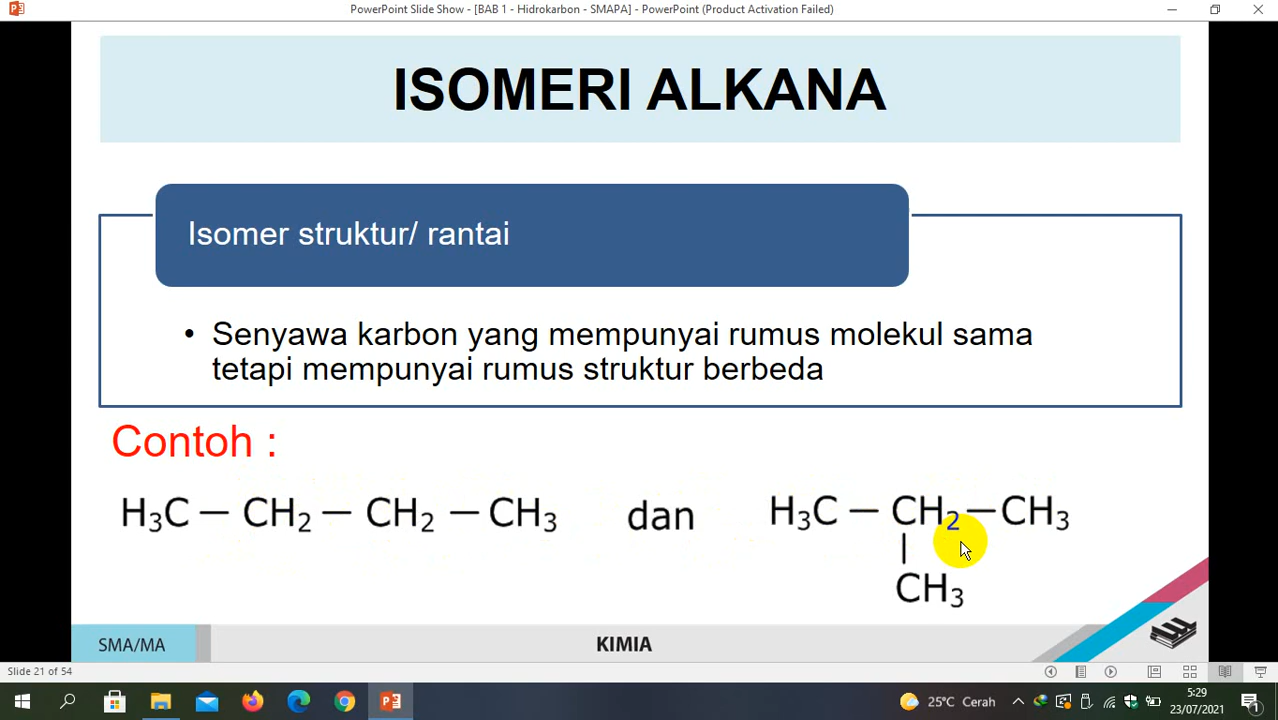 PowerPoint Slide Show - [BAB 1 - Hidrokarbon - SMAPA] - PowerPoint (Product Activation Failed)
ISOMERI ALKANA
Isomer struktur/ rantai
• Senyawa karbon yang mempunyai rumus molekul sama
tetapi mempunyai rumus struktur berbeda
Contoh :
H₃C — CH₂ — CH₂ — CH₃ dan H₃C — CH₂ — CH₃
CH₃
SMA/MA KIMIA
Slide 21 of 54
25°C Cerah 5:29
23/07/2021
1